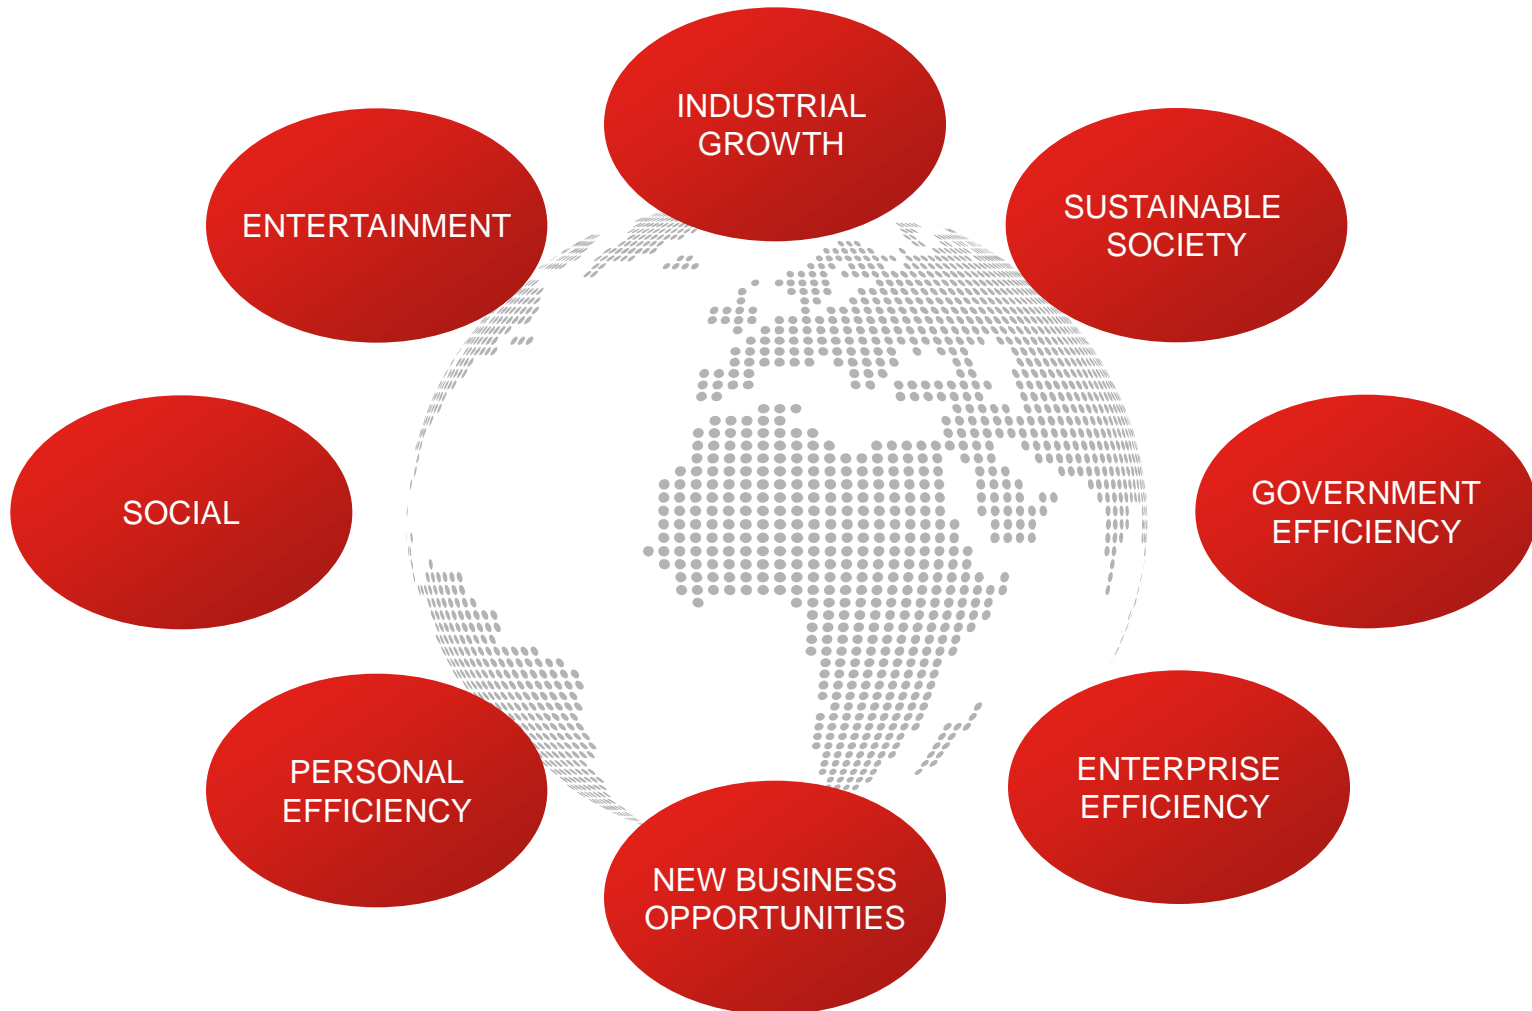 INDUSTRIAL
GROWTH
ENTERTAINMENT
SUSTAINABLE
SOCIETY
SOCIAL
GOVERNMENT
EFFICIENCY
PERSONAL
EFFICIENCY
ENTERPRISE
EFFICIENCY
NEW BUSINESS
OPPORTUNITIES